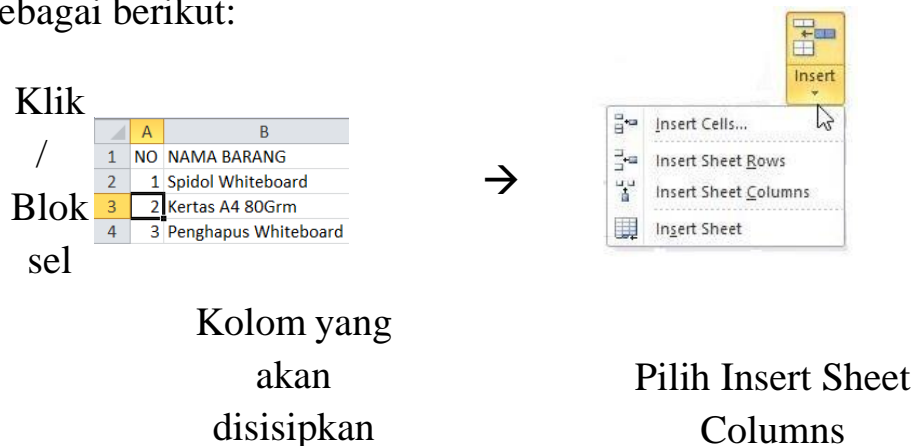 ebagai berikut:
Klik
/
Blok
sel
A B
1 NO NAMA BARANG
2 1 Spidol Whiteboard
3 2 Kertas A4 80Grm
4 3 Penghapus Whiteboard
→
Insert
Insert Cells...
Insert Sheet Rows
Insert Sheet Columns
Insert Sheet
Kolom yang
akan
disisipkan
Pilih Insert Sheet
Columns